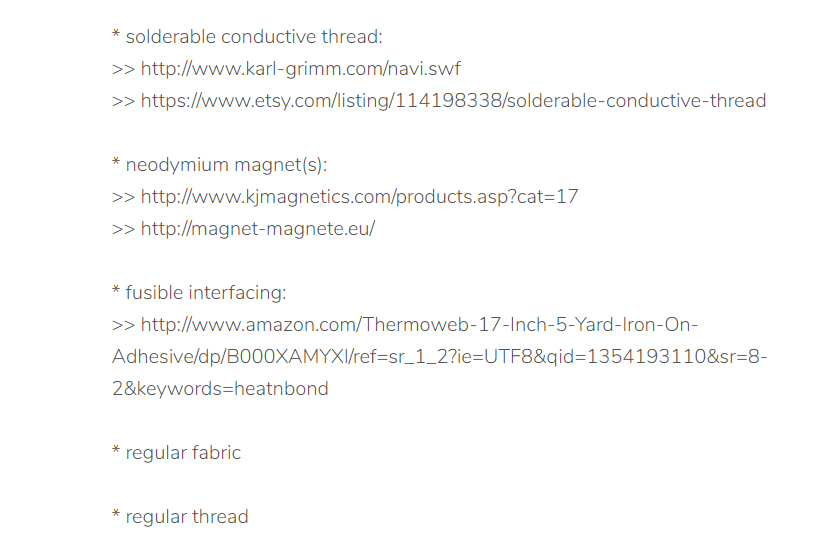 * solderable conductive thread:
>> http://www.karl-grimm.com/navi.swf
>> https://www.etsy.com/listing/114198338/solderable-conductive-thread
* neodymium magnet(s):
>> http://www.kjmagnetics.com/products.asp?cat=17
>> http://magnet-magnete.eu/
* fusible interfacing:
>> http://www.amazon.com/Thermoweb-17-Inch-5-Yard-Iron-On-
Adhesive/dp/B000XAMYXI/ref=sr_1_2?ie=UTF8&qid=1354193110&sr=8-
2&keywords=heatnbond
* regular fabric
* regular thread